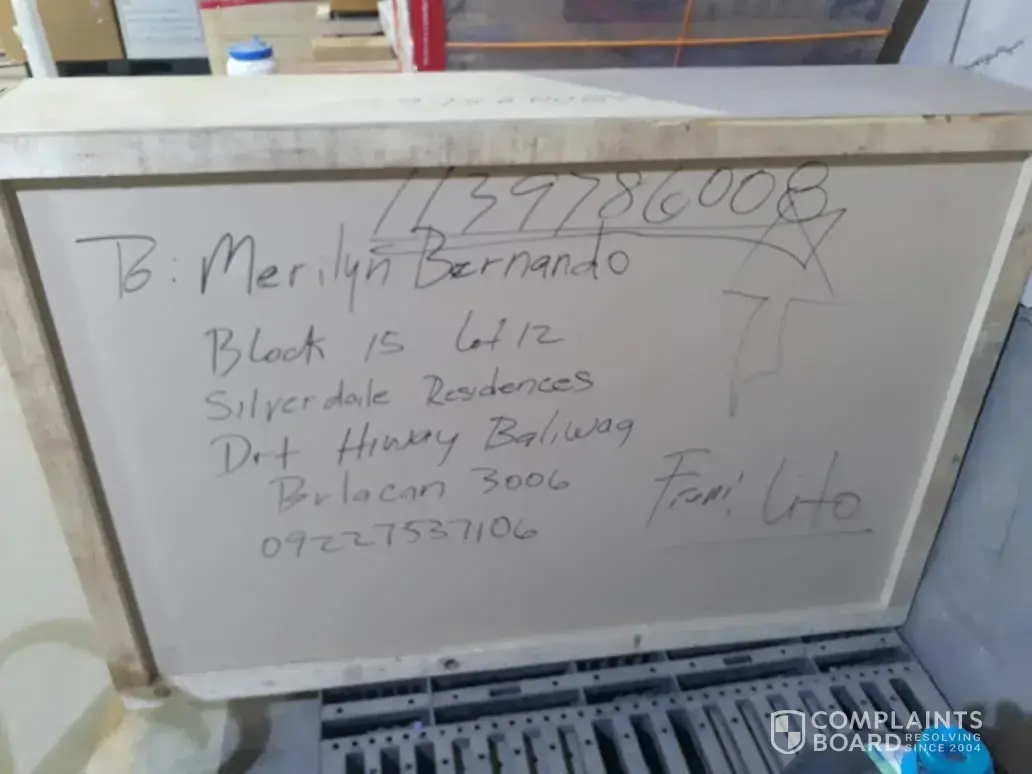 1139786008
To: Merilyn Bernando
Block 15 Lot 12
Silverdale Residences
Drt Hiway Baliwag
Bulacan 3006
09227537106
From: Lito
COMPLAINTS
BOARD RESOLVING
SINCE 2004